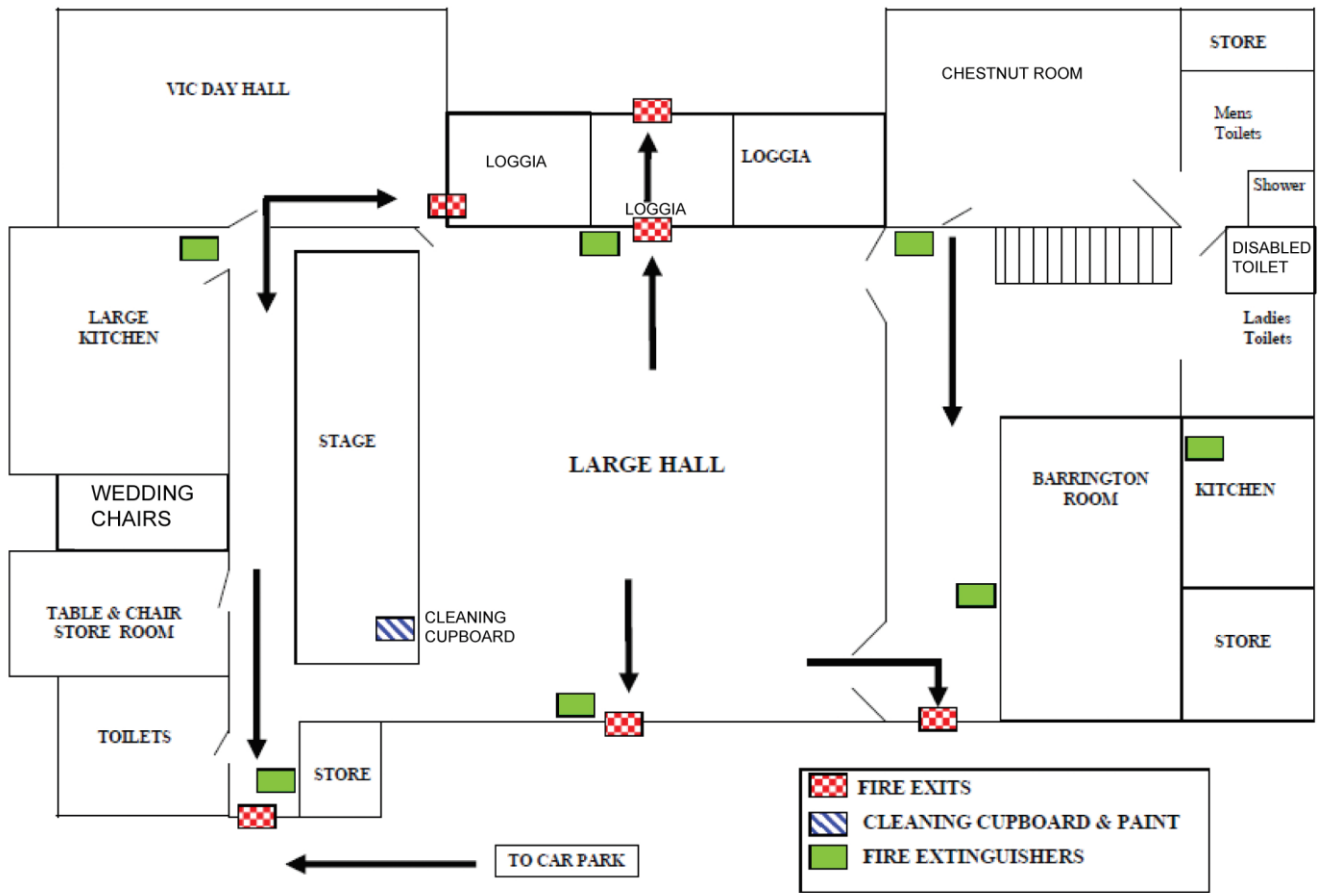 STORE
CHESTNUT ROOM
VIC DAY HALL
Mens
Toilets
LOGGIA
LOGGIA
Shower
LOGGIA
DISABLED
TOILET
LARGE
KITCHEN
Ladies
Toilets
STAGE
LARGE HALL
BARRINGTON
ROOM
KITCHEN
WEDDING
CHAIRS
TABLE & CHAIR
STORE ROOM
CLEANING
CUPBOARD
STORE
TOILETS
STORE
FIRE EXITS
CLEANING CUPBOARD & PAINT
FIRE EXTINGUISHERS
TO CAR PARK